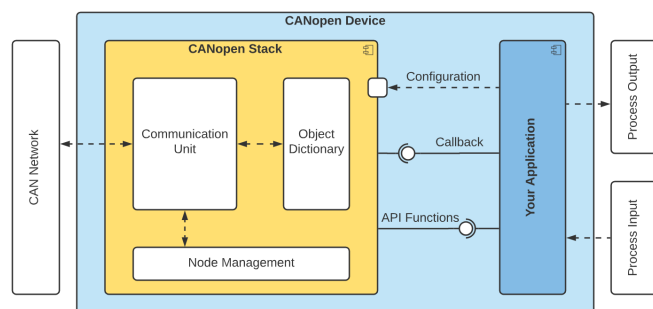 CANopen Device
CANopen Stack
CAN Network
Communication
Unit
Object
Dictionary
Node Management
Configuration
Callback
API Functions
Your Application
Process Output
Process Input